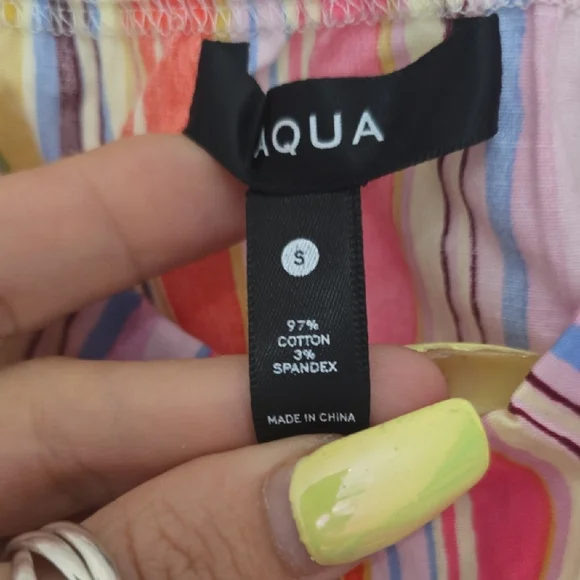 AQUA
S
97%
COTTON
3%
SPANDEX
MADE IN CHINA